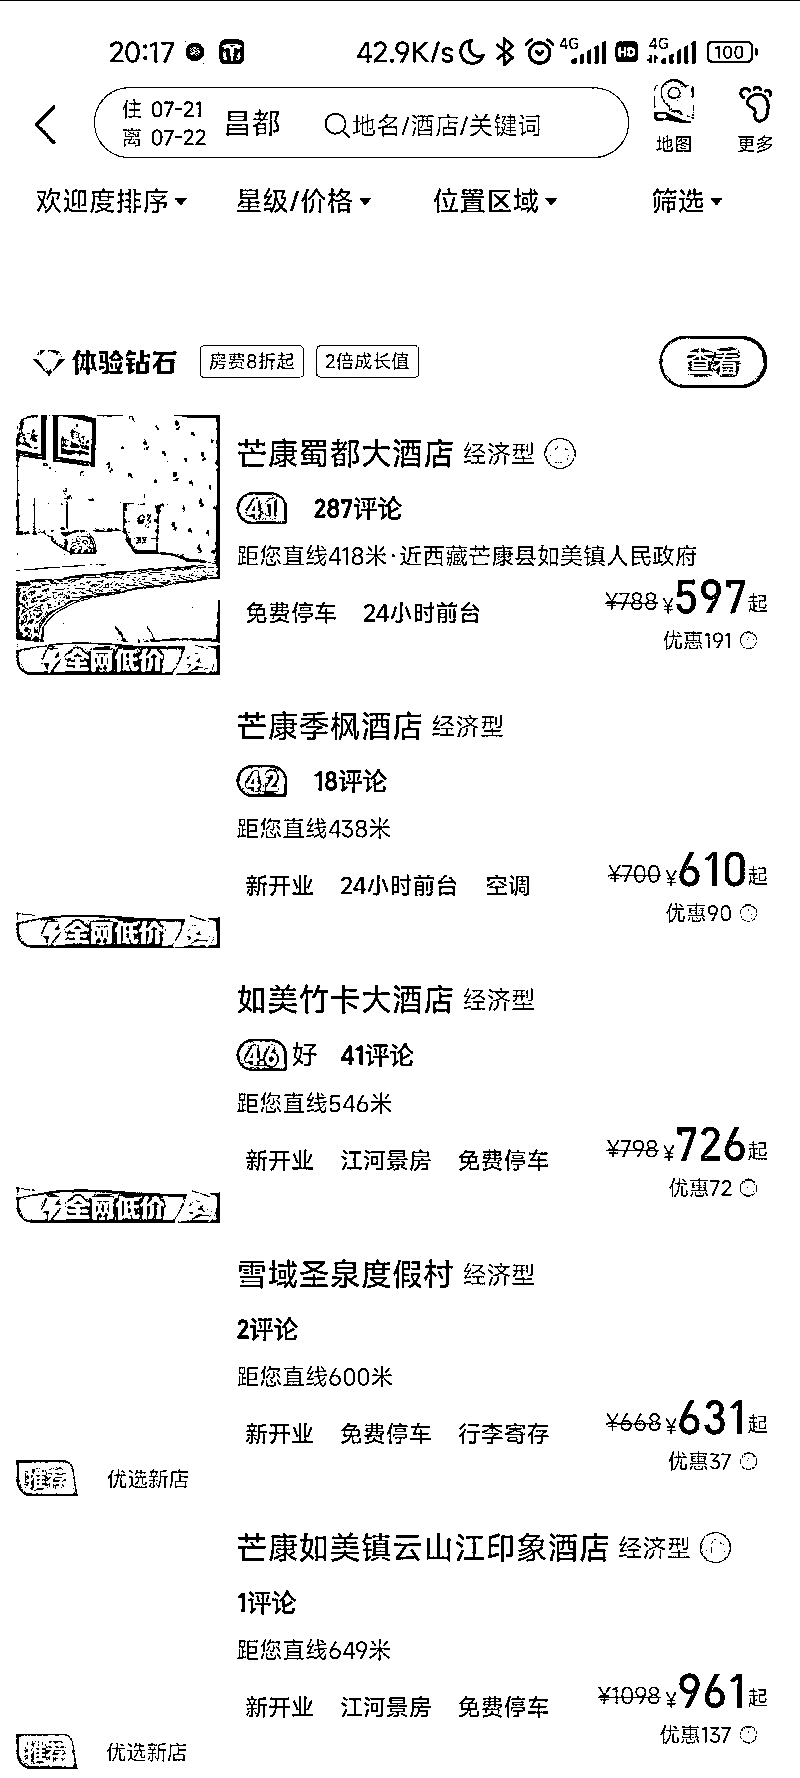 20:17 42.9K/s 4G HD 4G 100
住 07-21
离 07-22
昌都
地名/酒店/关键词
地图
更多
欢迎度排序 星级/价格 位置区域 筛选
体验钻石 房费8折起 2倍成长值 查看
芒康蜀都大酒店 经济型
4.1 287评论
距您直线418米·近西藏芒康县如美镇人民政府
免费停车 24小时前台
¥788 ¥597起
优惠191
全网低价
芒康季枫酒店 经济型
4.2 18评论
距您直线438米
新开业 24小时前台 空调
¥700 ¥610起
优惠90
全网低价
如美竹卡大酒店 经济型
4.6 好 41评论
距您直线546米
新开业 江河景房 免费停车
¥798 ¥726起
优惠72
全网低价
雪域圣泉度假村 经济型
2评论
距您直线600米
新开业 免费停车 行李寄存
¥668 ¥631起
优惠37
推荐 优选新店
芒康如美镇云山江印象酒店 经济型
1评论
距您直线649米
新开业 江河景房 免费停车
¥1098 ¥961起
优惠137
推荐 优选新店